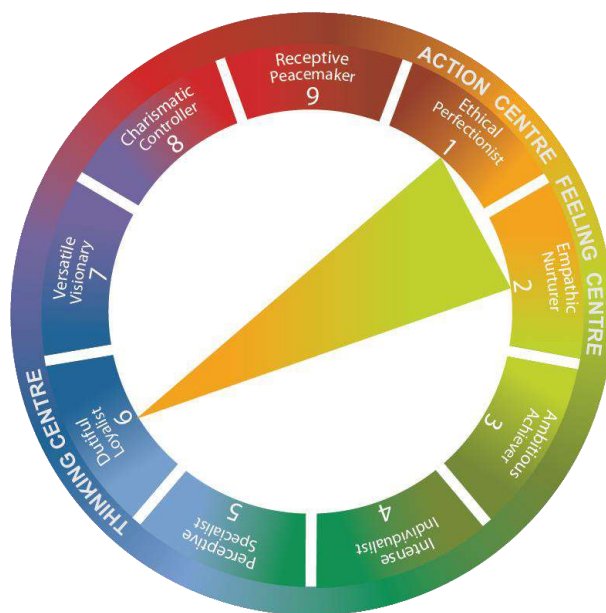 ACTION CENTRE
FEELING CENTRE
THINKING CENTRE
Receptive
Peacemaker
9
Ethical
Perfectionist
1
Empathic
Nurturer
2
Ambitious
Achiever
3
Intense
Individualist
4
Perceptive
Specialist
5
Dutiful
Loyalist
6
Versatile
Visionary
7
Charismatic
Controller
8